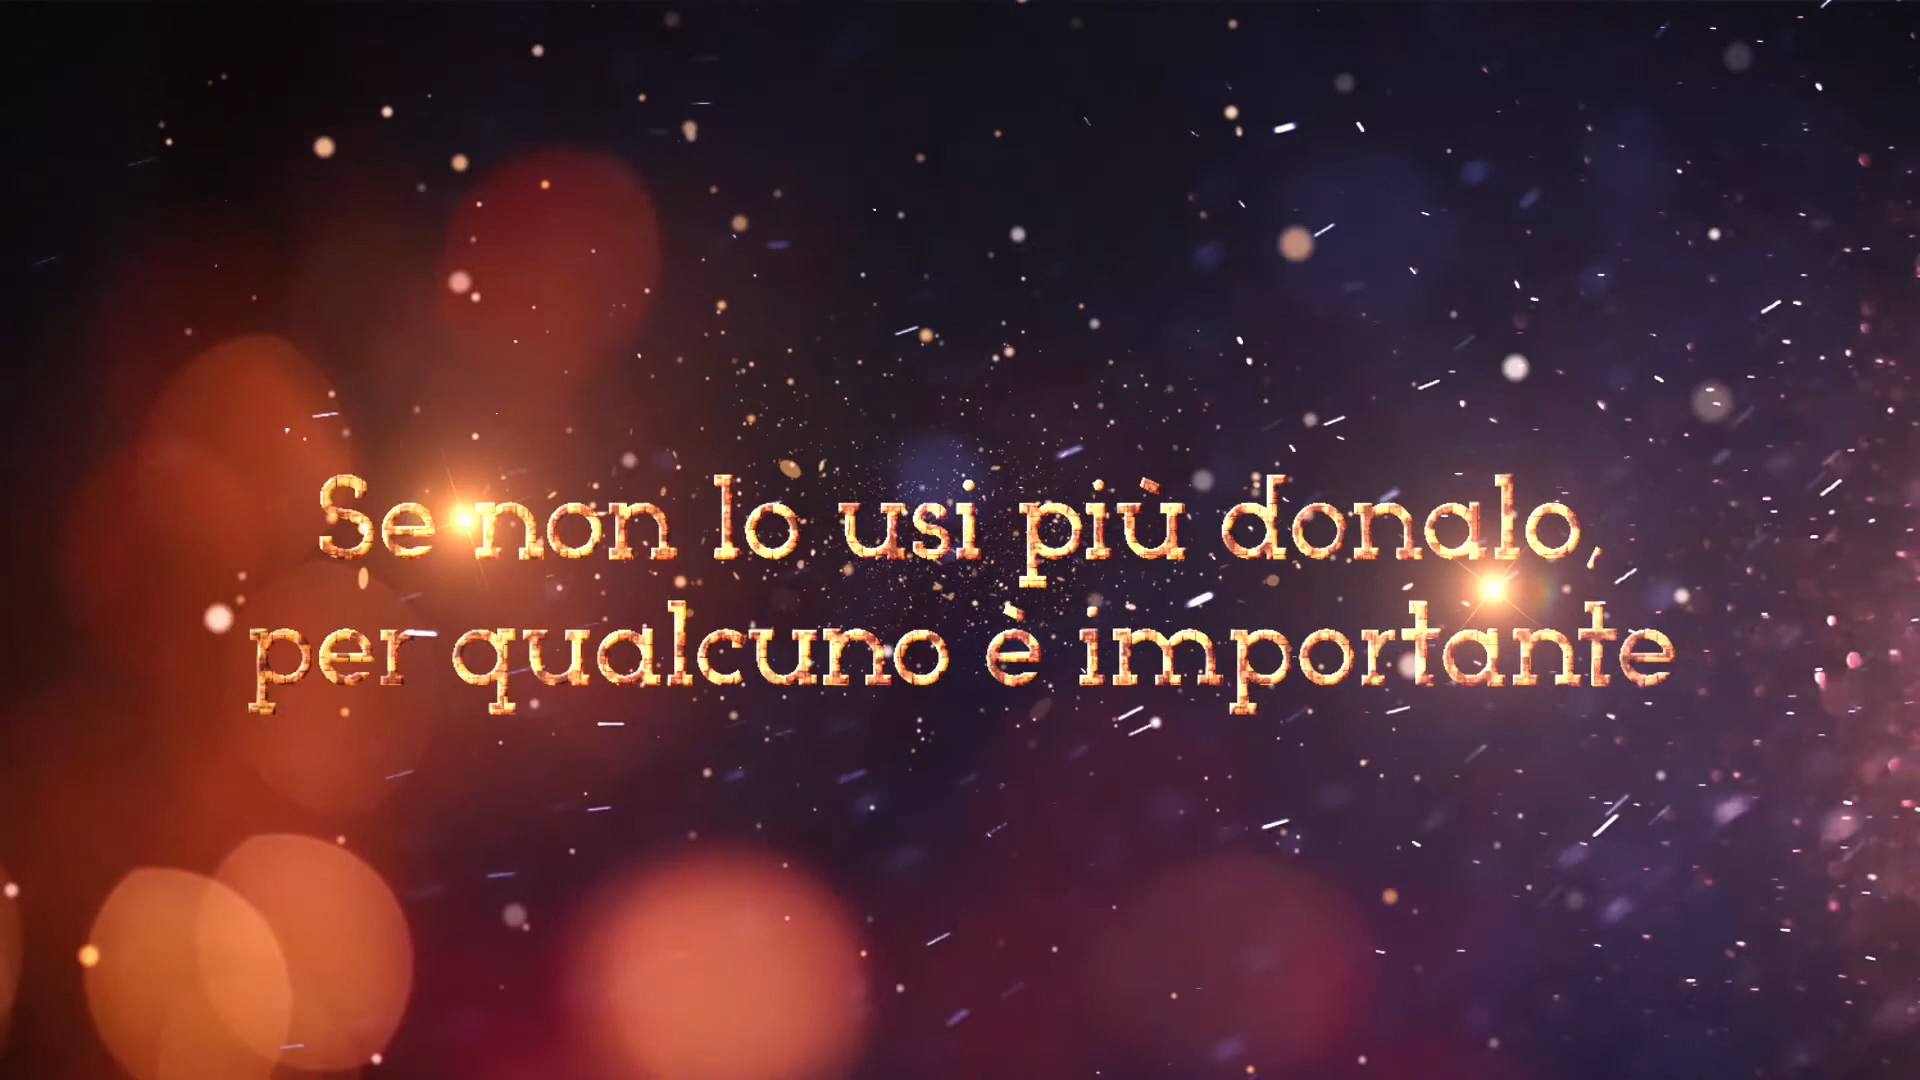 Se non lo usi più donalo,
per qualcuno è importante